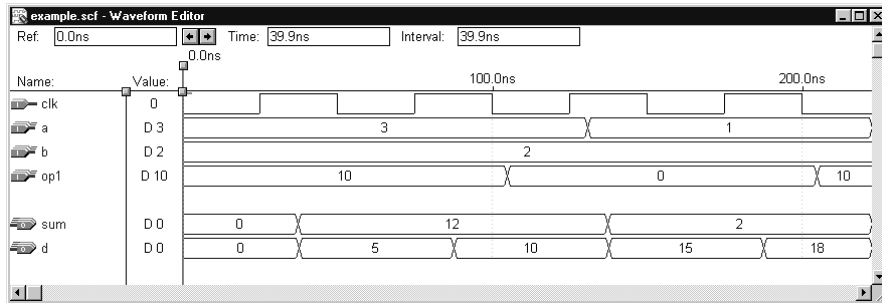 example.scf - Waveform Editor
Ref: 0.0ns Time: 39.9ns Interval: 39.9ns
0.0ns
Name: Value: 100.0ns 200.0ns
clk 0
a D 3 3 1
b D 2 2
op1 D 10 10 0 10
sum D 0 0 12 2
d D 0 0 5 10 15 18